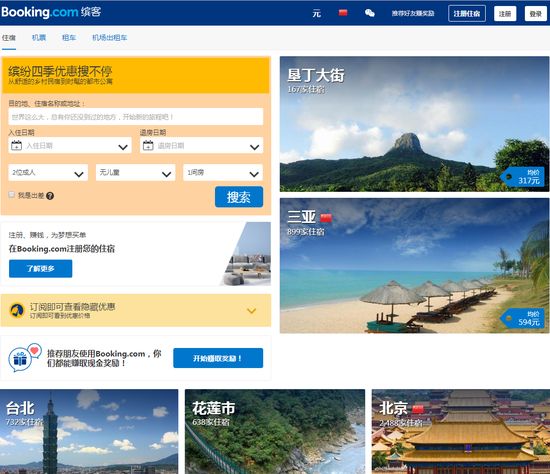 Booking.com 缤客
元
推荐好友赚奖励
注册住宿
注册
登录
住宿
机票
租车
机场出租车
缤纷四季优惠搜不停
从舒适的乡村民宿到时髦的都市公寓
目的地、住宿名称或地址：
世界这么大，总有你还没到过的地方，开始新的旅程吧！
入住日期
退房日期
入住日期
退房日期
2位成人
无儿童
1间房
我是出差
搜索
注册、赚钱，为梦想买单
在Booking.com注册您的住宿
了解更多
订阅即可查看隐藏优惠
订阅即可看到优惠价格
推荐朋友使用Booking.com，你
们都能赚取现金奖励！
开始赚取奖励！
垦丁大街
167家住宿
均价
317元
三亚
899家住宿
均价
594元
台北
732家住宿
花莲市
638家住宿
北京
2,488家住宿